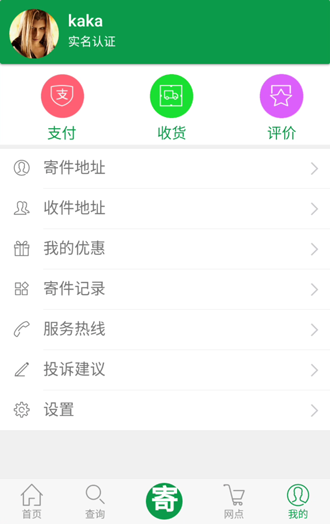 kaka
实名认证
支
支付
收货
评价
寄件地址
收件地址
我的优惠
寄件记录
服务热线
投诉建议
设置
首页
查询
寄
网点
我的